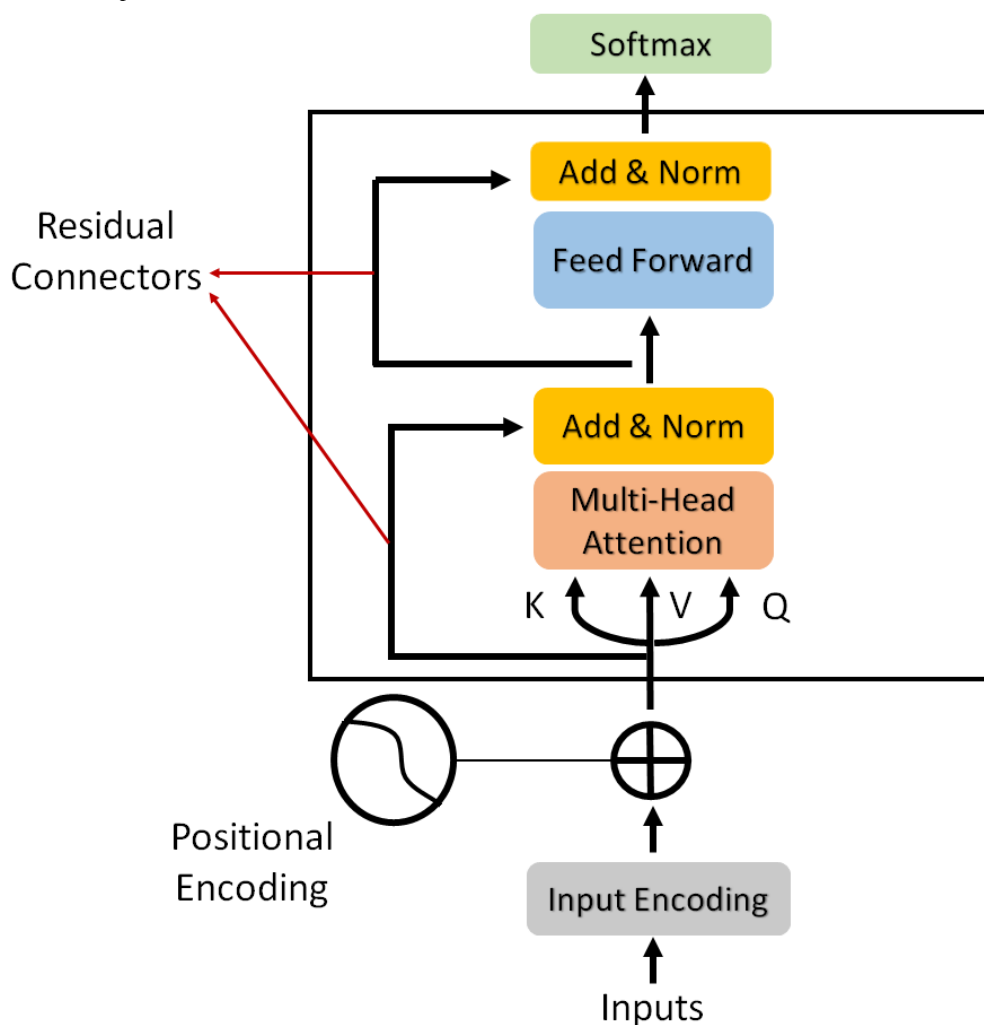 Softmax
Add & Norm
Residual
Connectors
Feed Forward
Add & Norm
Multi-Head
Attention
K
V
Q
Positional
Encoding
Input Encoding
Inputs